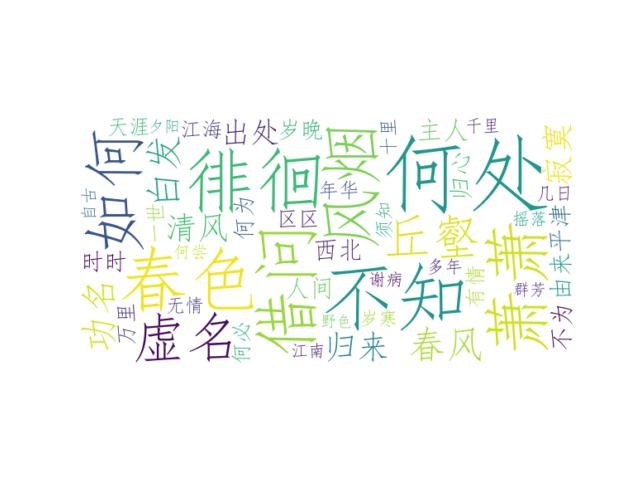 天涯
夕阳
江海
出处
岁晚
风烟
十里
主人
千里
寂寞
自古
如何
白发
徘徊
何处
归心
几回
一世
清风
何为
年华
区区
须知
丘壑
摇落
平津
时时
何尝
春色
借问
西北
不知
谢病
多年
有情
萧萧
群芳
由来
功名
万里
无情
虚名
何必
人间
野色
岁寒
江南
归来
春风
不为